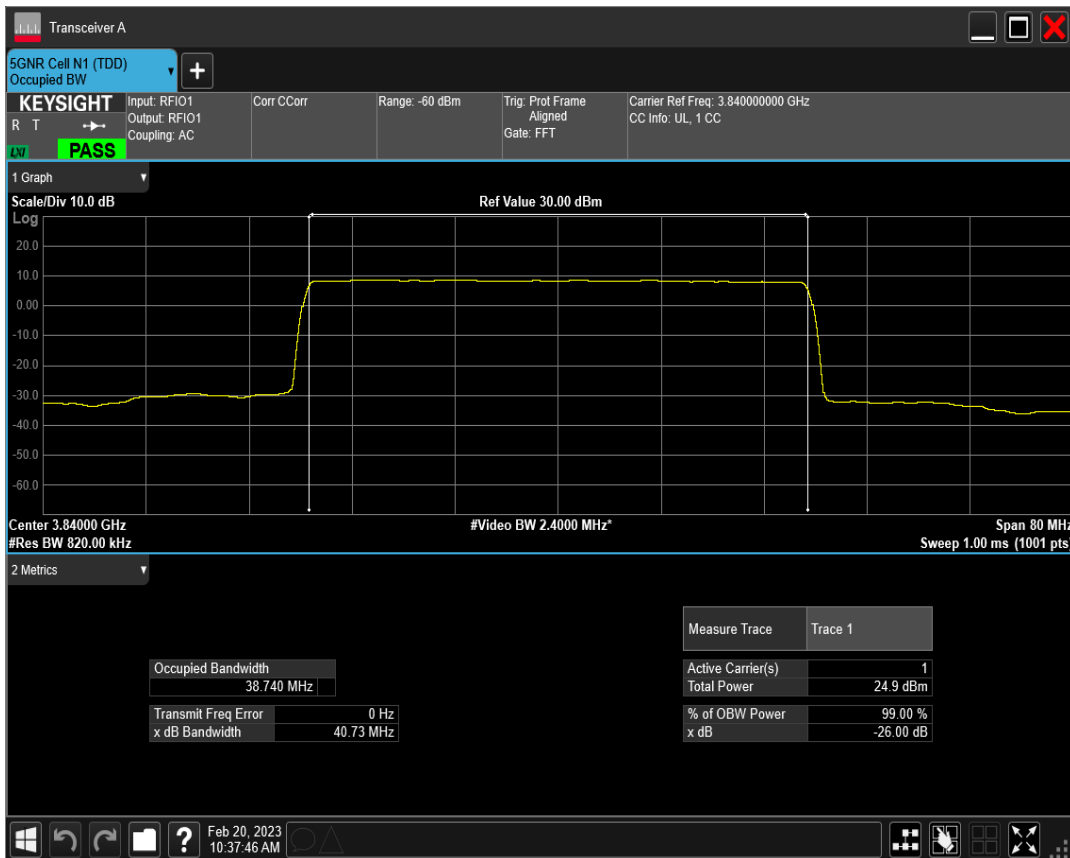 Transceiver A
5GNR Cell N1 (TDD)
Occupied BW
+
KEYSIGHT
R T
LXI
PASS
Input: RFIO1
Output: RFIO1
Coupling: AC
Corr CCorr
Range: -60 dBm
Trig: Prot Frame
Aligned
Gate: FFT
Carrier Ref Freq: 3.840000000 GHz
CC Info: UL, 1 CC
1 Graph
Scale/Div 10.0 dB
Ref Value 30.00 dBm
Log
20.0
10.0
0.00
-10.0
-20.0
-30.0
-40.0
-50.0
-60.0
Center 3.84000 GHz
#Video BW 2.4000 MHz*
Span 80 MHz
#Res BW 820.00 kHz
Sweep 1.00 ms (1001 pts)
2 Metrics
Measure Trace Trace 1
Occupied Bandwidth
38.740 MHz
Transmit Freq Error 0 Hz
x dB Bandwidth 40.73 MHz
Active Carrier(s) 1
Total Power 24.9 dBm
% of OBW Power 99.00 %
x dB -26.00 dB
?
Feb 20, 2023
10:37:46 AM